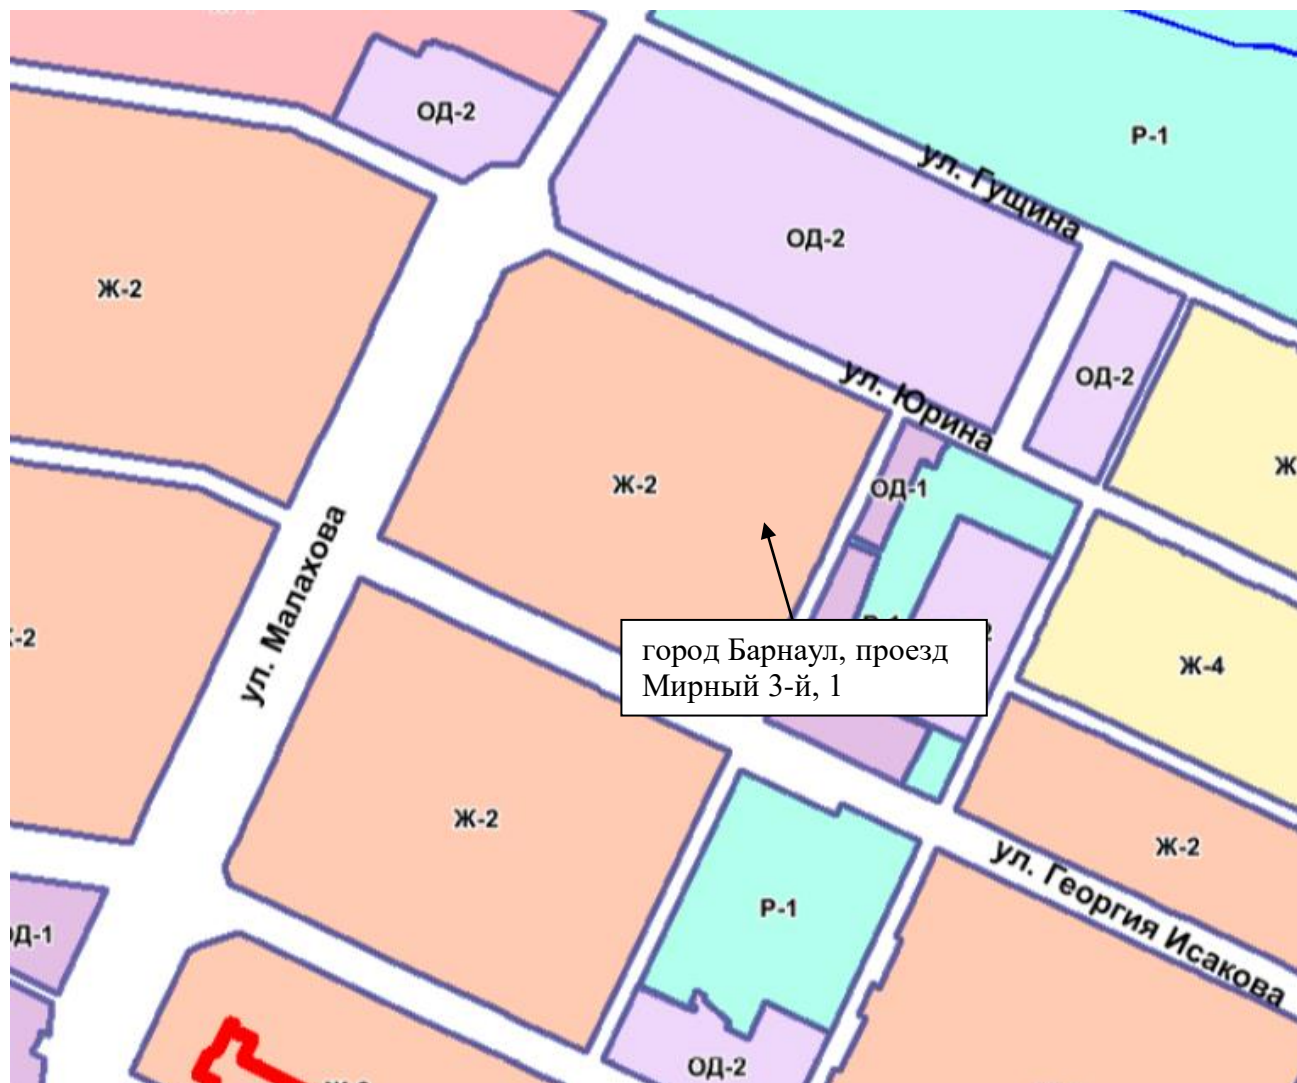 ОД-2
Р-1
ул. Гущина
ОД-2
Ж-2
ОД-2
ул. Юрина
Ж
Ж-2
ОД-1
ул. Малахова
-2
город Барнаул, проезд
Мирный 3-й, 1
Ж-4
Ж-2
Ж-2
ул. Георгия Исакова
Р-1
Д-1
ОД-2